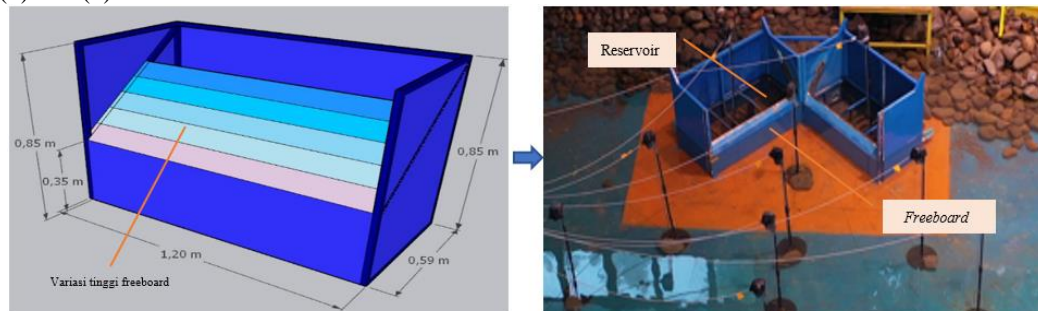 0,85 m
0,35 m
1,20 m
0,59 m
0,85 m
Variasi tinggi freeboard
Reservoir
Freeboard